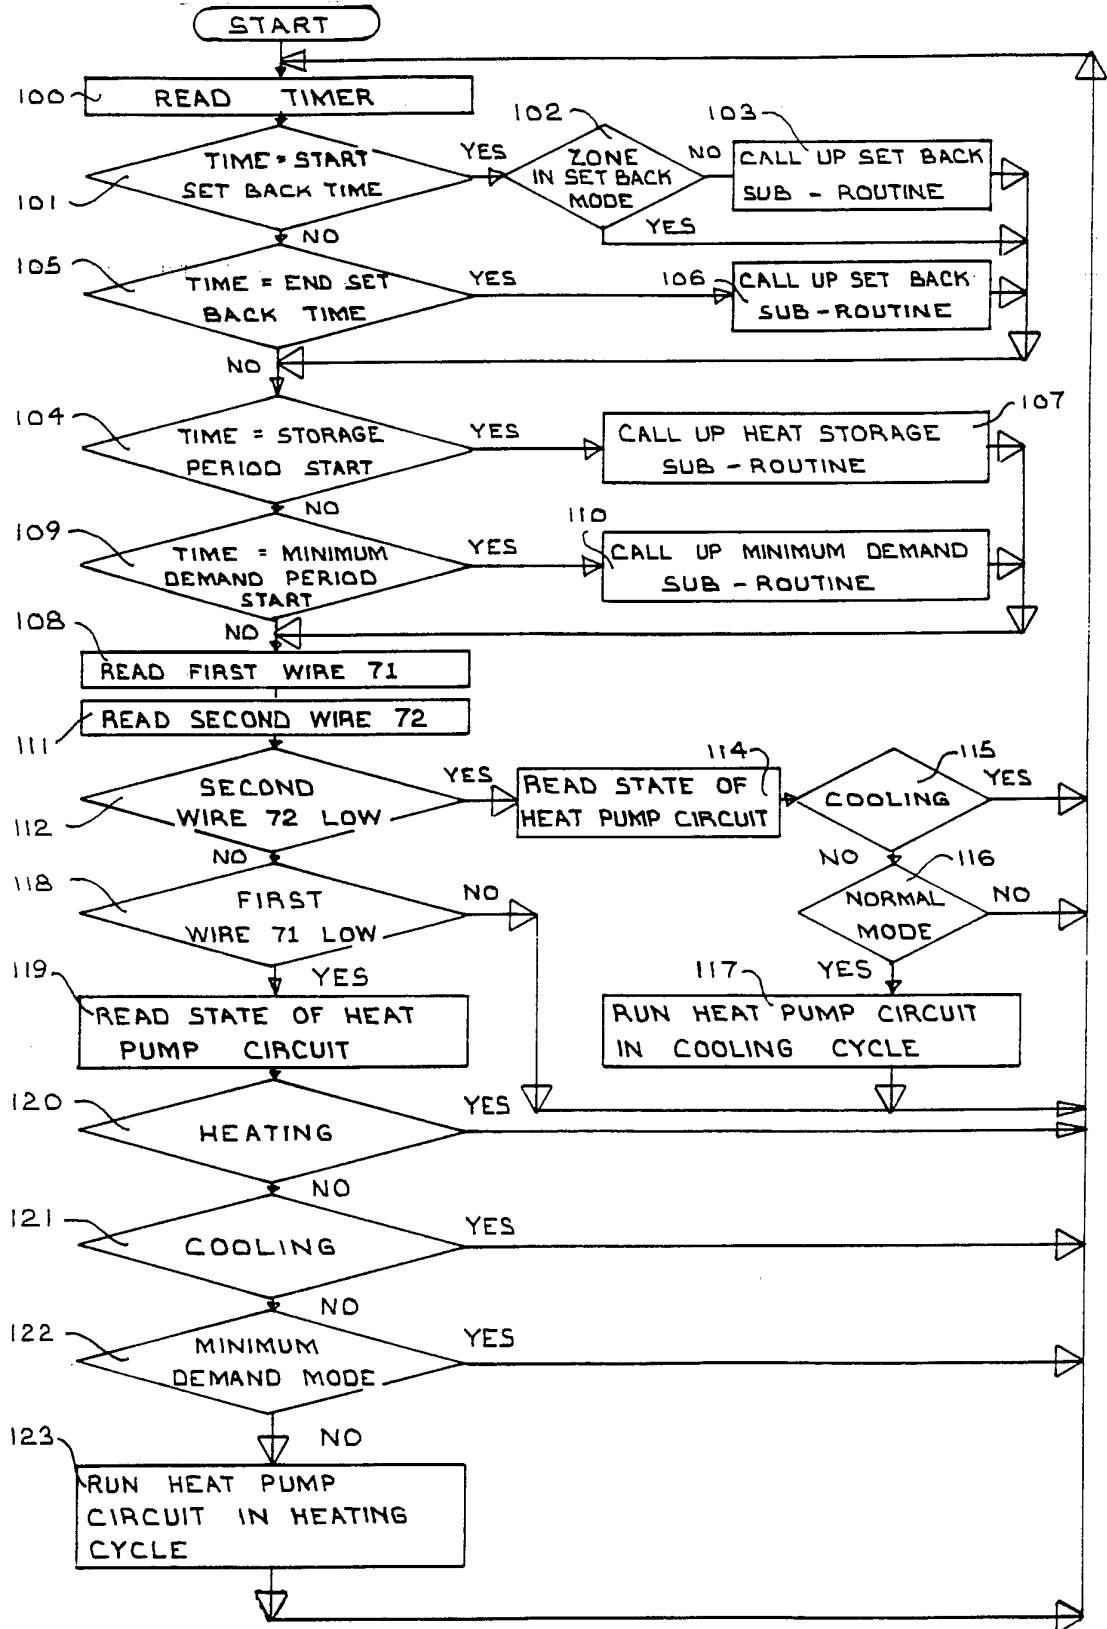 START
100
READ TIMER
101
TIME = START
SET BACK TIME
YES
102
ZONE
IN SET BACK
MODE
NO
103
CALL UP SET BACK
SUB - ROUTINE
YES
NO
105
TIME = END SET
BACK TIME
YES
106
CALL UP SET BACK
SUB - ROUTINE
NO
104
TIME = STORAGE
PERIOD START
YES
107
CALL UP HEAT STORAGE
SUB - ROUTINE
NO
109
TIME = MINIMUM
DEMAND PERIOD
START
YES
110
CALL UP MINIMUM DEMAND
SUB - ROUTINE
NO
108
READ FIRST WIRE 71
111
READ SECOND WIRE 72
112
SECOND
WIRE 72 LOW
YES
114
READ STATE OF
HEAT PUMP CIRCUIT
115
COOLING
YES
NO
116
NORMAL
MODE
NO
YES
117
RUN HEAT PUMP CIRCUIT
IN COOLING CYCLE
NO
118
FIRST
WIRE 71 LOW
NO
YES
119
READ STATE OF HEAT
PUMP CIRCUIT
120
HEATING
YES
NO
121
COOLING
YES
NO
122
MINIMUM
DEMAND MODE
YES
NO
123
RUN HEAT PUMP
CIRCUIT IN HEATING
CYCLE